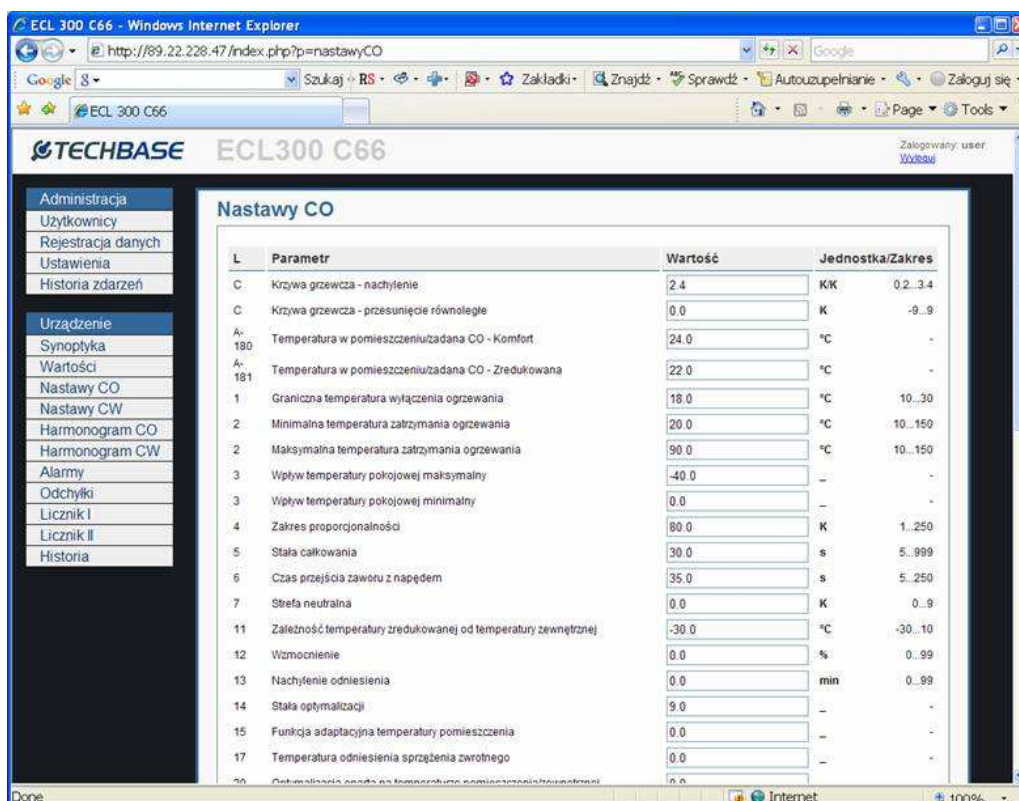 ECL 300 C66 - Windows Internet Explorer
http://89.22.228.47/index.php?p=nastawyCO
Google
Google Szukaj RS Zakładki Znajdź Sprawdź Autouzupełnianie Zaloguj się
ECL 300 C66 Page Tools
TECHBASE ECL300 C66 Zalogowany: user
Wyloguj
Administracja
Użytkownicy
Rejestracja danych
Ustawienia
Historia zdarzeń
Urządzenie
Synoptyka
Wartości
Nastawy CO
Nastawy CW
Harmonogram CO
Harmonogram CW
Alarmy
Odchyłki
Licznik I
Licznik II
Historia
Nastawy CO
L Parametr Wartość Jednostka/Zakres
C Krzywa grzewcza - nachylenie 2.4 K/K 0.2...3.4
C Krzywa grzewcza - przesunięcie równoległe 0.0 K -9...9
A-180 Temperatura w pomieszczeniu/zadana CO - Komfort 24.0 °C -
A-181 Temperatura w pomieszczeniu/zadana CO - Zredukowana 22.0 °C -
1 Graniczna temperatura wyłączenia ogrzewania 18.0 °C 10...30
2 Minimalna temperatura zatrzymania ogrzewania 20.0 °C 10...150
2 Maksymalna temperatura zatrzymania ogrzewania 90.0 °C 10...150
3 Wpływ temperatury pokojowej maksymalny -40.0 _ -
3 Wpływ temperatury pokojowej minimalny 0.0 _ -
4 Zakres proporcjonalności 80.0 K 1...250
5 Stała całkowania 30.0 s 5...999
6 Czas przejścia zaworu z napędem 35.0 s 5...250
7 Strefa neutralna 0.0 K 0...9
11 Zależność temperatury zredukowanej od temperatury zewnętrznej -30.0 °C -30...10
12 Wzmocnienie 0.0 % 0...99
13 Nachylenie odniesienia 0.0 min 0...99
14 Stała optymalizacji 9.0 _ -
15 Funkcja adaptacyjna temperatury pomieszczenia 0.0 _ -
17 Temperatura odniesienia sprzężenia zwrotnego 0.0 _ -
Done Internet 100%